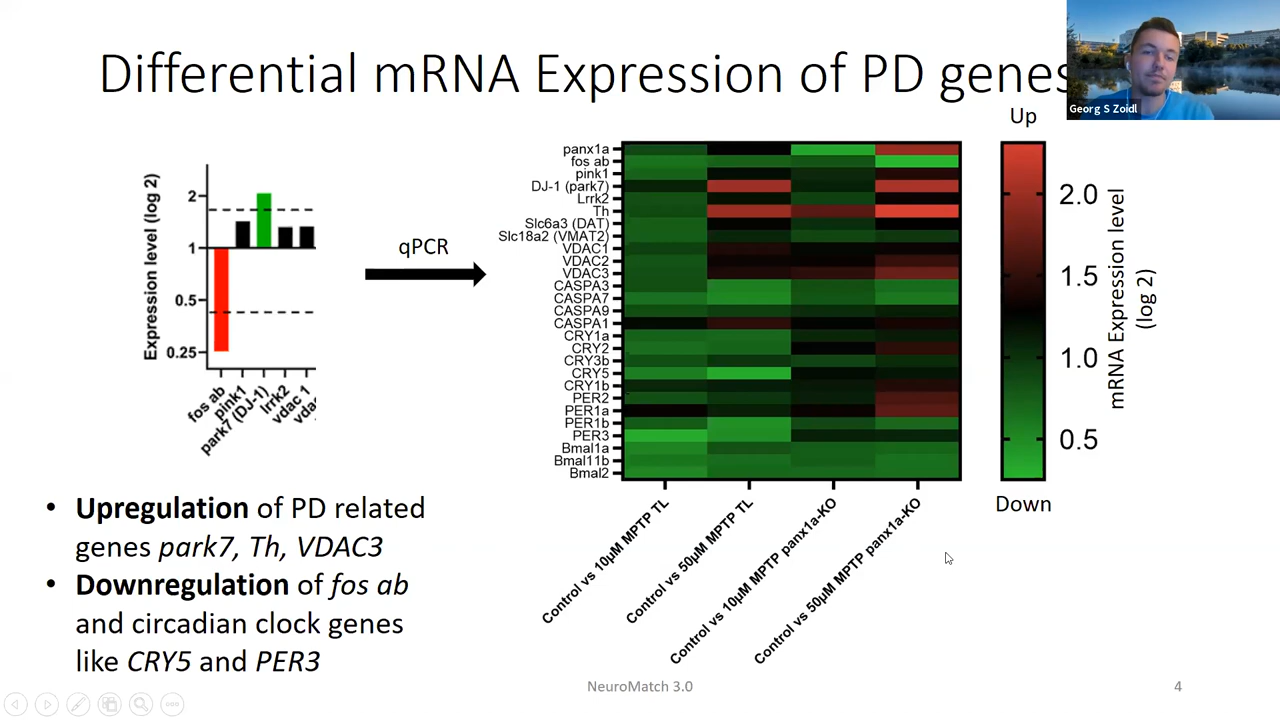 Differential mRNA Expression of PD genes
Georg S Zoidl
Expression level (log 2)
2
1
0.5
0.25
fos ab
pink1
park7 (DJ-1)
lrrk2
vdac 1
qPCR
panx1a
fos ab
pink1
DJ-1 (park7)
Lrrk2
Th
Slc6a3 (DAT)
Slc18a2 (VMAT2)
VDAC1
VDAC2
VDAC3
CASPA3
CASPA7
CASPA9
CASPA1
CRY1a
CRY2
CRY3b
CRY5
CRY1b
PER2
PER1a
PER1b
PER3
Bmal1a
Bmal11b
Bmal2
Control vs 10μM MPTP TL
Control vs 50μM MPTP TL
Control vs 10μM MPTP panx1a-KO
Control vs 50μM MPTP panx1a-KO
Up
2.0
1.5
1.0
0.5
Down
mRNA Expression level
(log 2)
• Upregulation of PD related
genes park7, Th, VDAC3
• Downregulation of fos ab
and circadian clock genes
like CRY5 and PER3
NeuroMatch 3.0
4